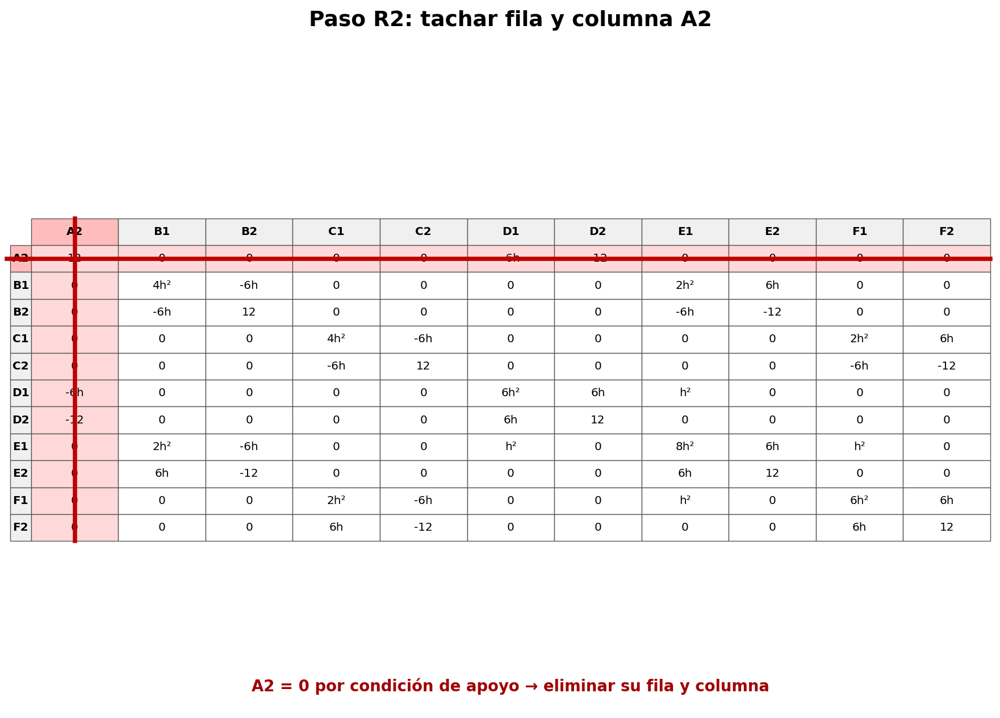 Paso R2: tachar fila y columna A2
A2 B1 B2 C1 C2 D1 D2 E1 E2 F1 F2
A2 12 0 0 0 0 -6h -12 0 0 0 0
B1 0 4h² -6h 0 0 0 0 2h² 6h 0 0
B2 0 -6h 12 0 0 0 0 -6h -12 0 0
C1 0 0 0 4h² -6h 0 0 0 0 2h² 6h
C2 0 0 0 -6h 12 0 0 0 0 -6h -12
D1 -6h 0 0 0 0 6h² 6h h² 0 0 0
D2 -12 0 0 0 0 6h 12 0 0 0 0
E1 0 2h² -6h 0 0 h² 0 8h² 6h h² 0
E2 0 6h -12 0 0 0 0 6h 12 0 0
F1 0 0 0 2h² -6h 0 0 h² 0 6h² 6h
F2 0 0 0 6h -12 0 0 0 0 6h 12
A2 = 0 por condición de apoyo → eliminar su fila y columna